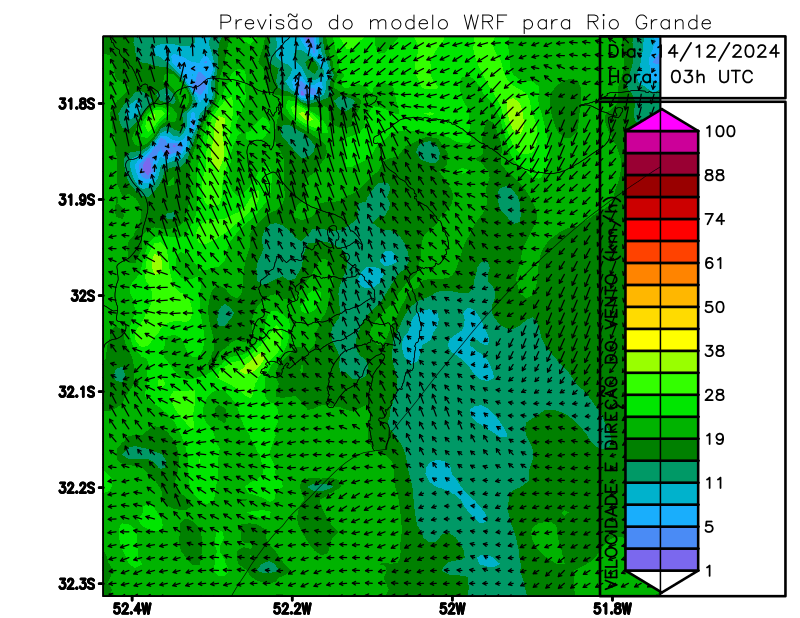 Previsão do modelo WRF para Rio Grande
Dia: 14/12/2024
Hora: 03h UTC
31.8S
31.9S
32S
32.1S
32.2S
32.3S
52.4W
52.2W
52W
51.8W
VELOCIDADE E DIREÇÃO DO VENTO (km/h)
100
88
74
61
50
38
28
19
11
5
1